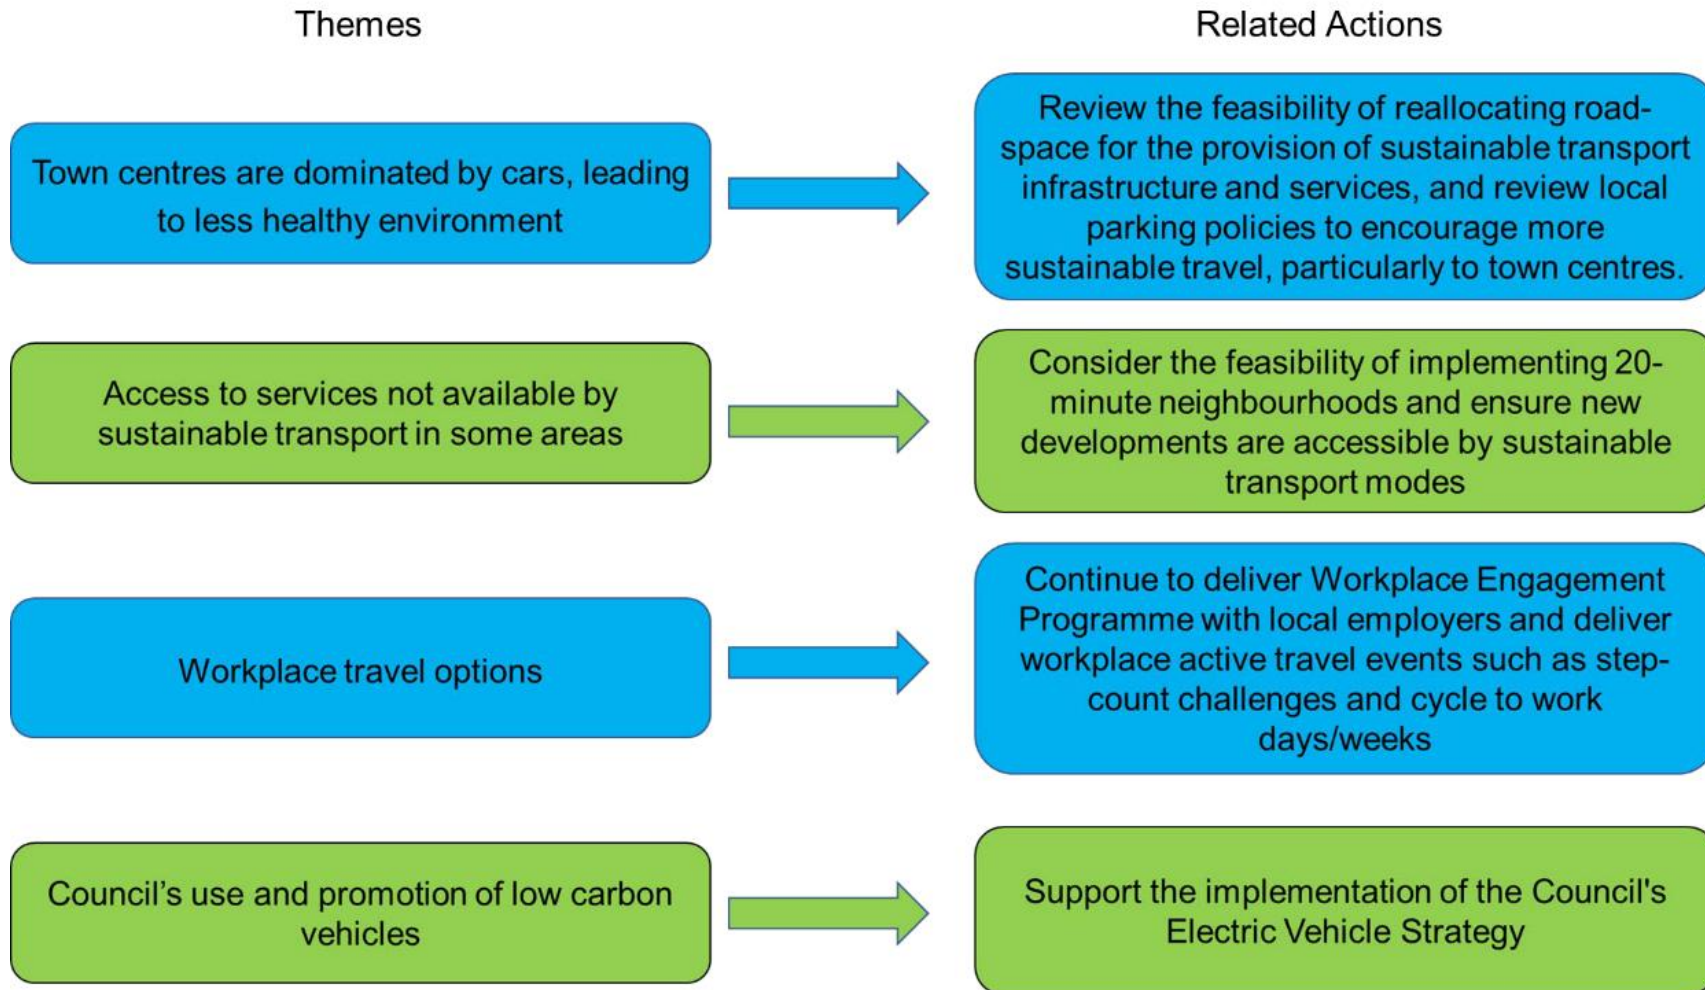 Themes
Related Actions
Town centres are dominated by cars, leading
to less healthy environment
Review the feasibility of reallocating road-
space for the provision of sustainable transport
infrastructure and services, and review local
parking policies to encourage more
sustainable travel, particularly to town centres.
Access to services not available by
sustainable transport in some areas
Consider the feasibility of implementing 20-
minute neighbourhoods and ensure new
developments are accessible by sustainable
transport modes
Workplace travel options
Continue to deliver Workplace Engagement
Programme with local employers and deliver
workplace active travel events such as step-
count challenges and cycle to work
days/weeks
Council’s use and promotion of low carbon
vehicles
Support the implementation of the Council's
Electric Vehicle Strategy